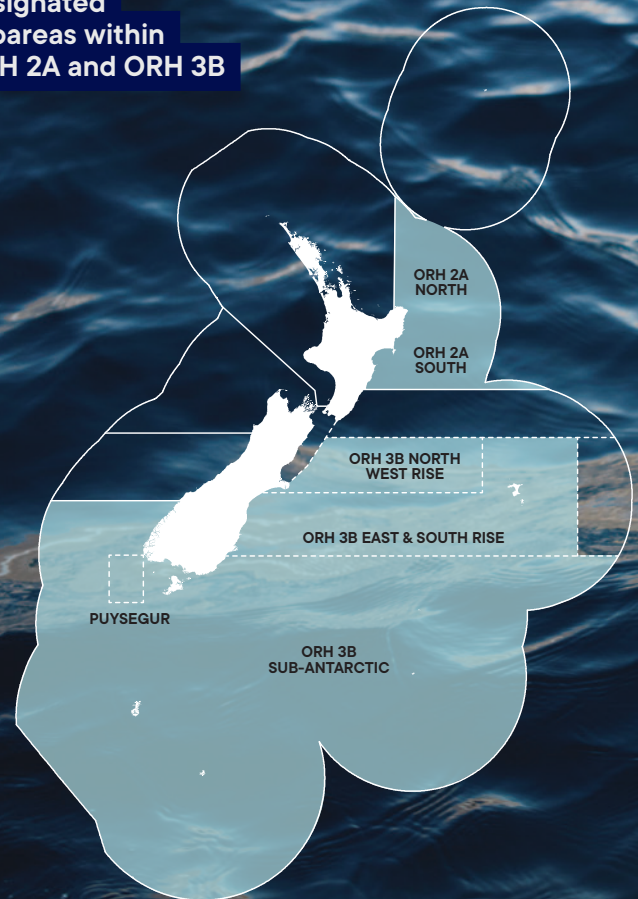 oareas within
H 2A and ORH 3B
ORH 2A
NORTH
ORH 2A
SOUTH
ORH 3B NORTH
WEST RISE
ORH 3B EAST & SOUTH RISE
PUYSEGUR
ORH 3B
SUB-ANTARCTIC